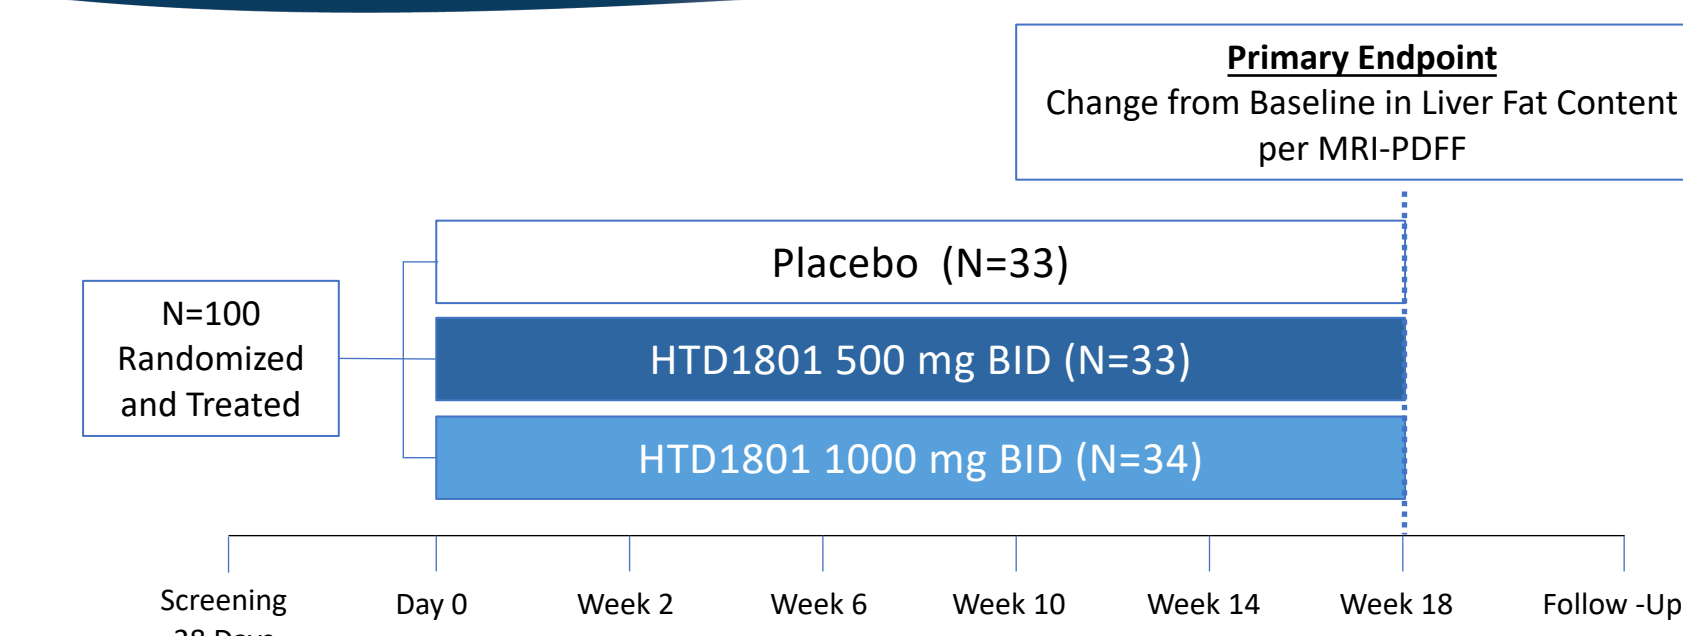 Primary Endpoint
Change from Baseline in Liver Fat Content
per MRI-PDFF
Placebo (N=33)
N=100
Randomized
and Treated
HTD1801 500 mg BID (N=33)
HTD1801 1000 mg BID (N=34)
Screening
28 Days
Day 0
Week 2
Week 6
Week 10
Week 14
Week 18
Follow -Up